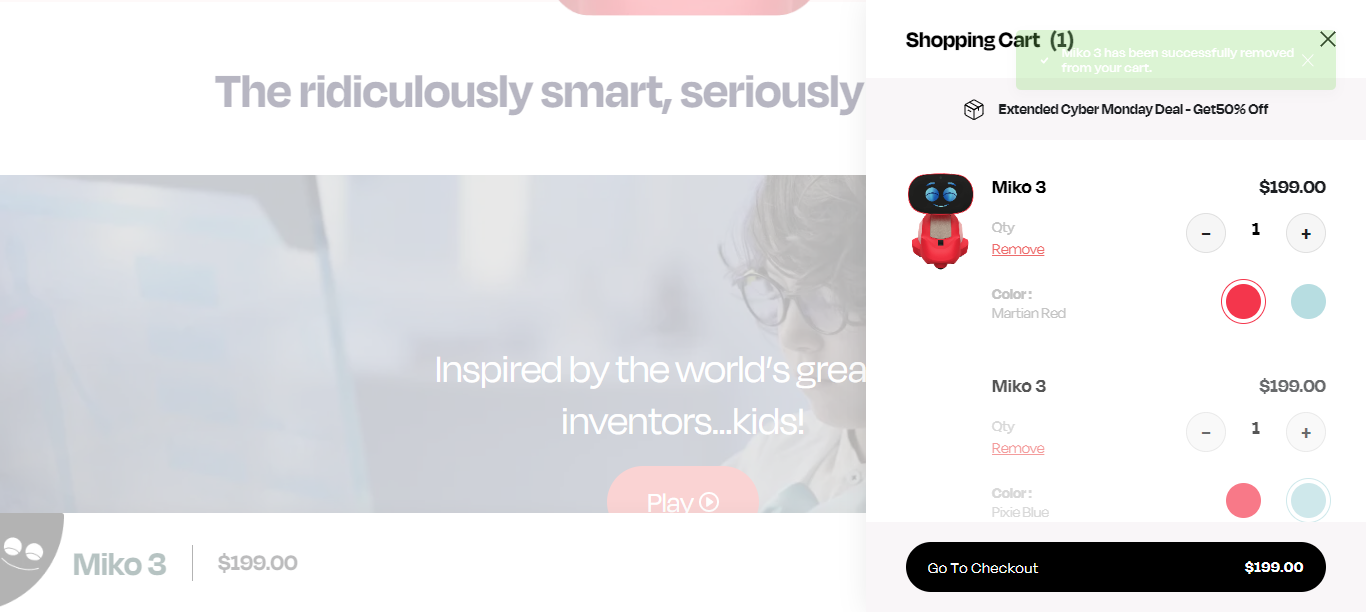 The ridiculously smart, seriously
Inspired by the world's grea
inventors...kids!
Play
Miko 3
$199.00
Shopping Cart (1)
Miko 3 has been successfully removed
from your cart.
Extended Cyber Monday Deal - Get50% Off
Miko 3
$199.00
Qty
− 1 +
Remove
Color :
Martian Red
Miko 3
$199.00
Qty
− 1 +
Remove
Color :
Pixie Blue
Go To Checkout
$199.00